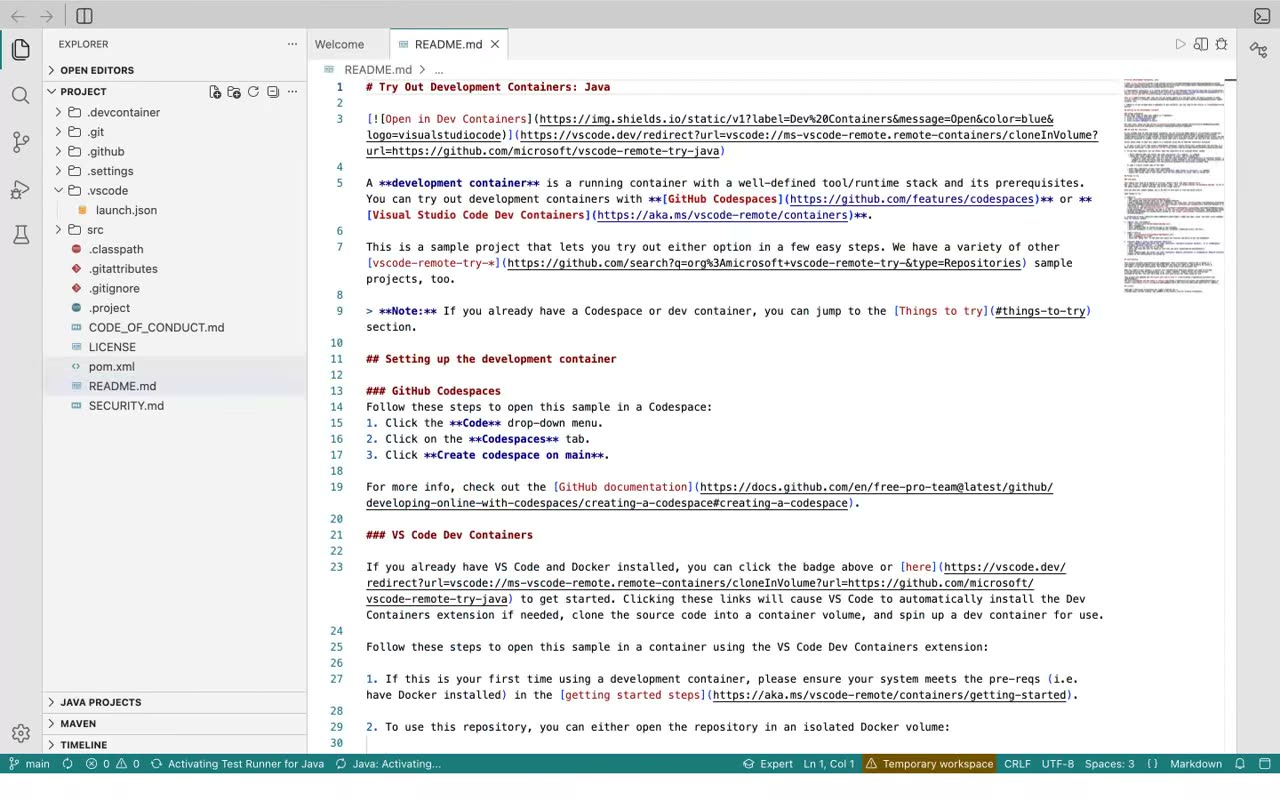 EXPLORER
OPEN EDITORS
PROJECT
.devcontainer
.git
.github
.settings
.vscode
launch.json
src
.classpath
.gitattributes
.gitignore
.project
CODE_OF_CONDUCT.md
LICENSE
pom.xml
README.md
SECURITY.md
JAVA PROJECTS
MAVEN
TIMELINE
Welcome
README.md
README.md > ...
1 # Try Out Development Containers: Java
2
3 [![Open in Dev Containers](https://img.shields.io/static/v1?label=Dev%20Containers&message=Open&color=blue&
logo=visualstudiocode)](https://vscode.dev/redirect?url=vscode://ms-vscode-remote.remote-containers/cloneInVolume?
url=https://github.com/microsoft/vscode-remote-try-java)
4
5 A **development container** is a running container with a well-defined tool/runtime stack and its prerequisites.
You can try out development containers with **[GitHub Codespaces](https://github.com/features/codespaces)** or **
[Visual Studio Code Dev Containers](https://aka.ms/vscode-remote/containers)**.
6
7 This is a sample project that lets you try out either option in a few easy steps. We have a variety of other
[vscode-remote-try-*](https://github.com/search?q=org%3Amicrosoft+vscode-remote-try-&type=Repositories) sample
projects, too.
8
9 > **Note:** If you already have a Codespace or dev container, you can jump to the [Things to try](#things-to-try)
section.
10
11 ## Setting up the development container
12
13 ### GitHub Codespaces
14 Follow these steps to open this sample in a Codespace:
15 1. Click the **Code** drop-down menu.
16 2. Click on the **Codespaces** tab.
17 3. Click **Create codespace on main**.
18
19 For more info, check out the [GitHub documentation](https://docs.github.com/en/free-pro-team@latest/github/
developing-online-with-codespaces/creating-a-codespace#creating-a-codespace).
20
21 ### VS Code Dev Containers
22
23 If you already have VS Code and Docker installed, you can click the badge above or [here](https://vscode.dev/
redirect?url=vscode://ms-vscode-remote.remote-containers/cloneInVolume?url=https://github.com/microsoft/
vscode-remote-try-java) to get started. Clicking these links will cause VS Code to automatically install the Dev
Containers extension if needed, clone the source code into a container volume, and spin up a dev container for use.
24
25 Follow these steps to open this sample in a container using the VS Code Dev Containers extension:
26
27 1. If this is your first time using a development container, please ensure your system meets the pre-reqs (i.e.
have Docker installed) in the [getting started steps](https://aka.ms/vscode-remote/containers/getting-started).
28
29 2. To use this repository, you can either open the repository in an isolated Docker volume:
30
main 0 0 Activating Test Runner for Java Java: Activating... Expert Ln 1, Col 1 Temporary workspace CRLF UTF-8 Spaces: 3 {} Markdown